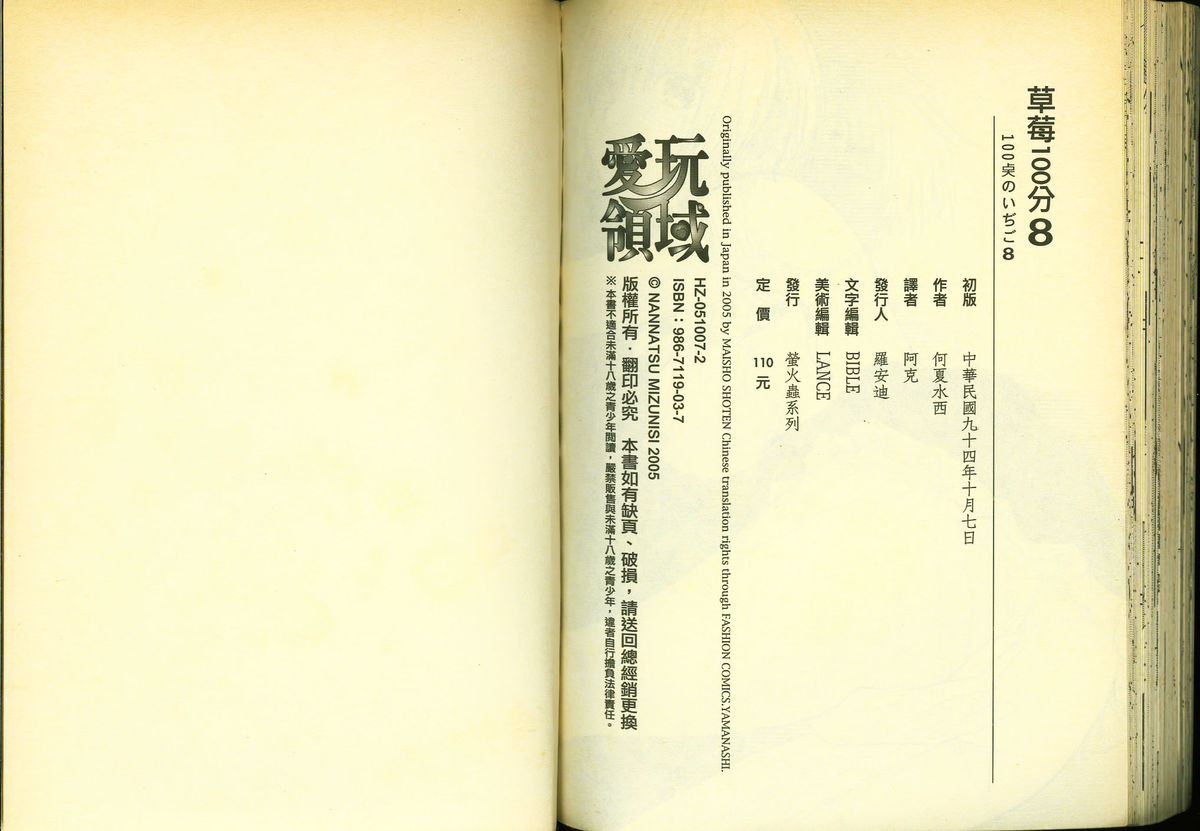 草莓100分8
100点のいぢご8
初版 中華民國九十四年十月七日
作者 何夏水西
譯者 阿克
發行人 羅安迪
文字編輯 BIBLE
美術編輯 LANCE
發行 螢火蟲系列
定價 110元
Originally published in Japan in 2005 by MAISHO SHOTEN Chinese translation rights through FASHION COMICS,YAMANASHI.
玩域
愛領
HZ-051007-2
ISBN：986-7119-03-7
© NANNATSU MIZUNISI 2005
版權所有．翻印必究 本書如有缺頁、破損，請送回總經銷更換
※本書不適合未滿十八歲之青少年閱讀，嚴禁販售與未滿十八歲之青少年，違者自行擔負法律責任。